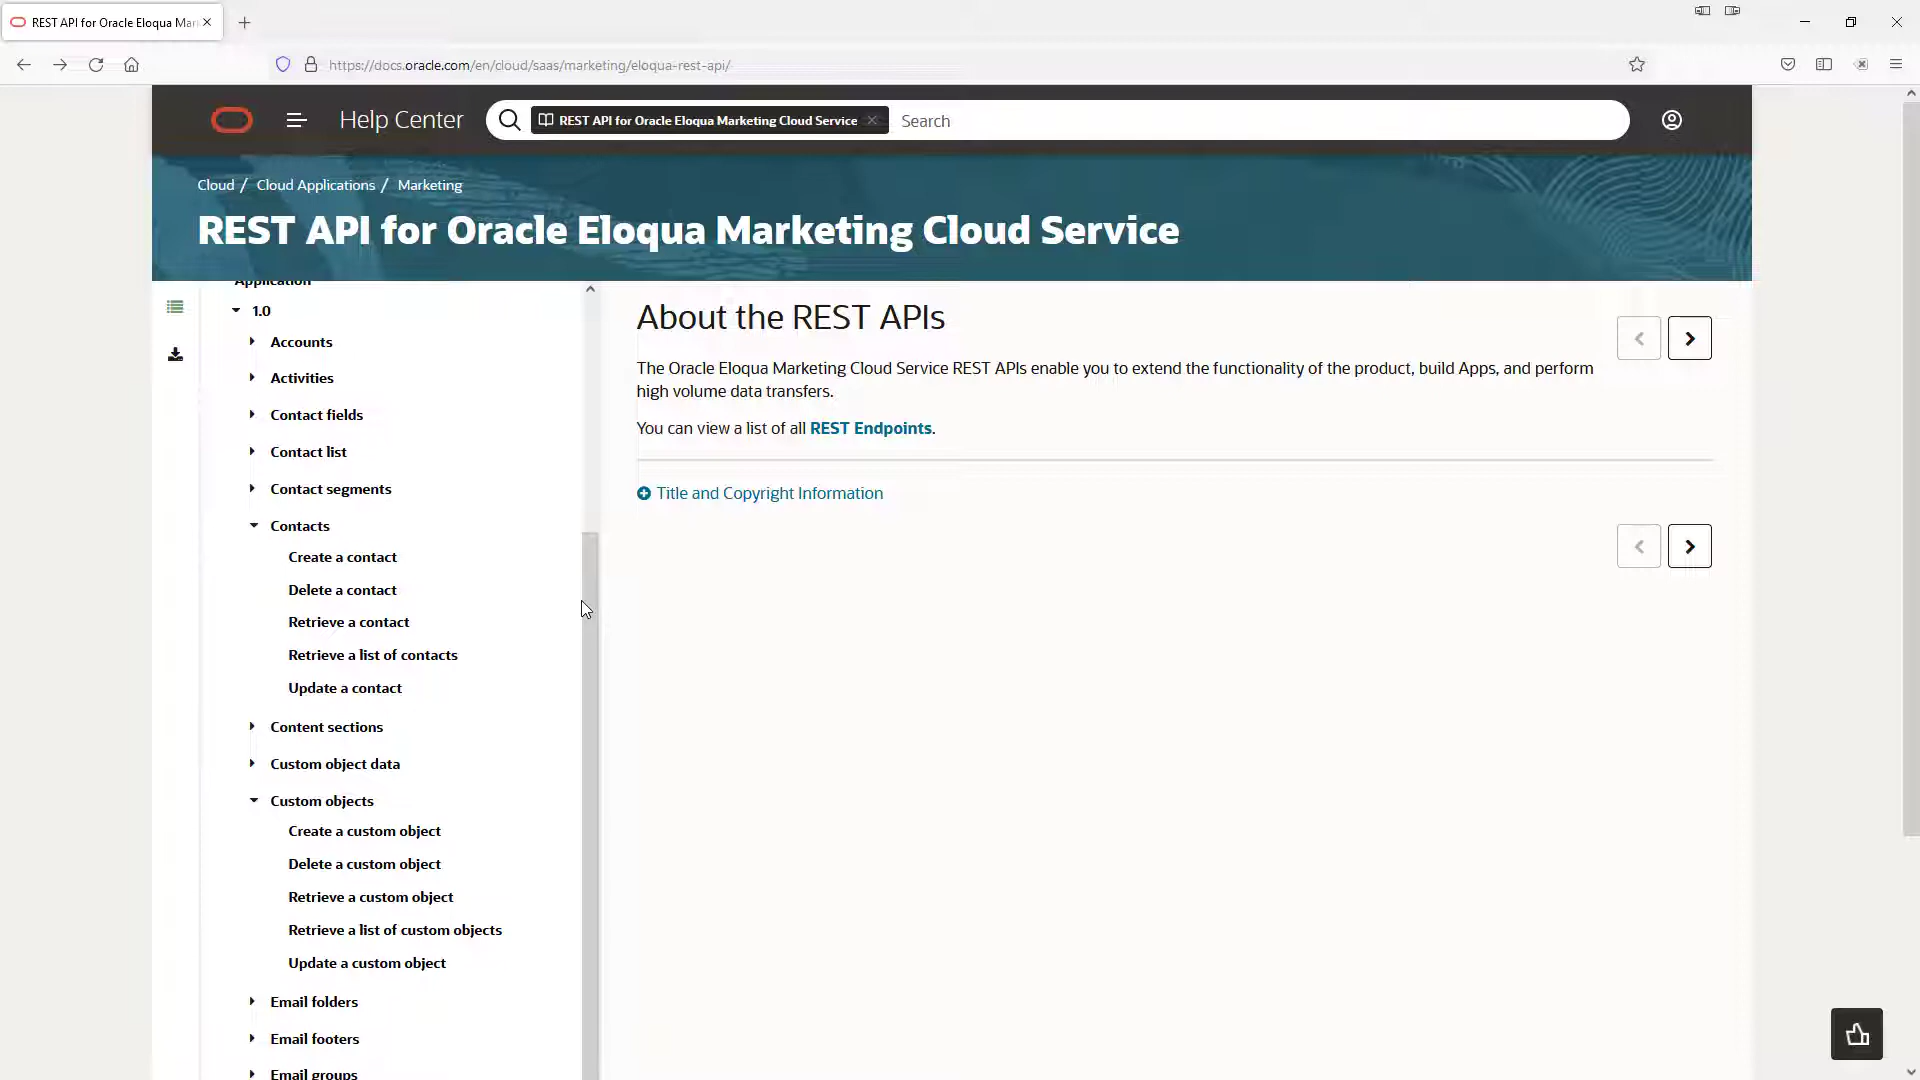 REST API for Oracle Eloqua Mar
https://docs.oracle.com/en/cloud/saas/marketing/eloqua-rest-api/
Help Center
REST API for Oracle Eloqua Marketing Cloud Service
Search
Cloud / Cloud Applications / Marketing
REST API for Oracle Eloqua Marketing Cloud Service
Application
1.0
Accounts
Activities
Contact fields
Contact list
Contact segments
Contacts
Create a contact
Delete a contact
Retrieve a contact
Retrieve a list of contacts
Update a contact
Content sections
Custom object data
Custom objects
Create a custom object
Delete a custom object
Retrieve a custom object
Retrieve a list of custom objects
Update a custom object
Email folders
Email footers
Email groups
About the REST APIs
The Oracle Eloqua Marketing Cloud Service REST APIs enable you to extend the functionality of the product, build Apps, and perform
high volume data transfers.
You can view a list of all REST Endpoints.
Title and Copyright Information